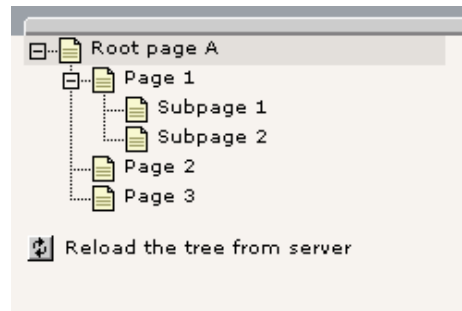 Root page A
Page 1
Subpage 1
Subpage 2
Page 2
Page 3
Reload the tree from server